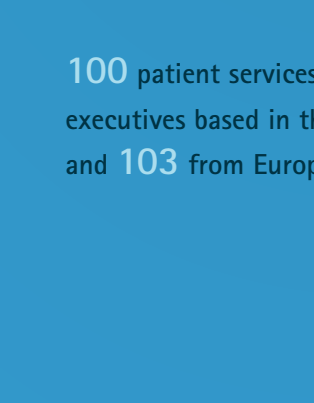 100 patient services
executives based in th
and 103 from Europ